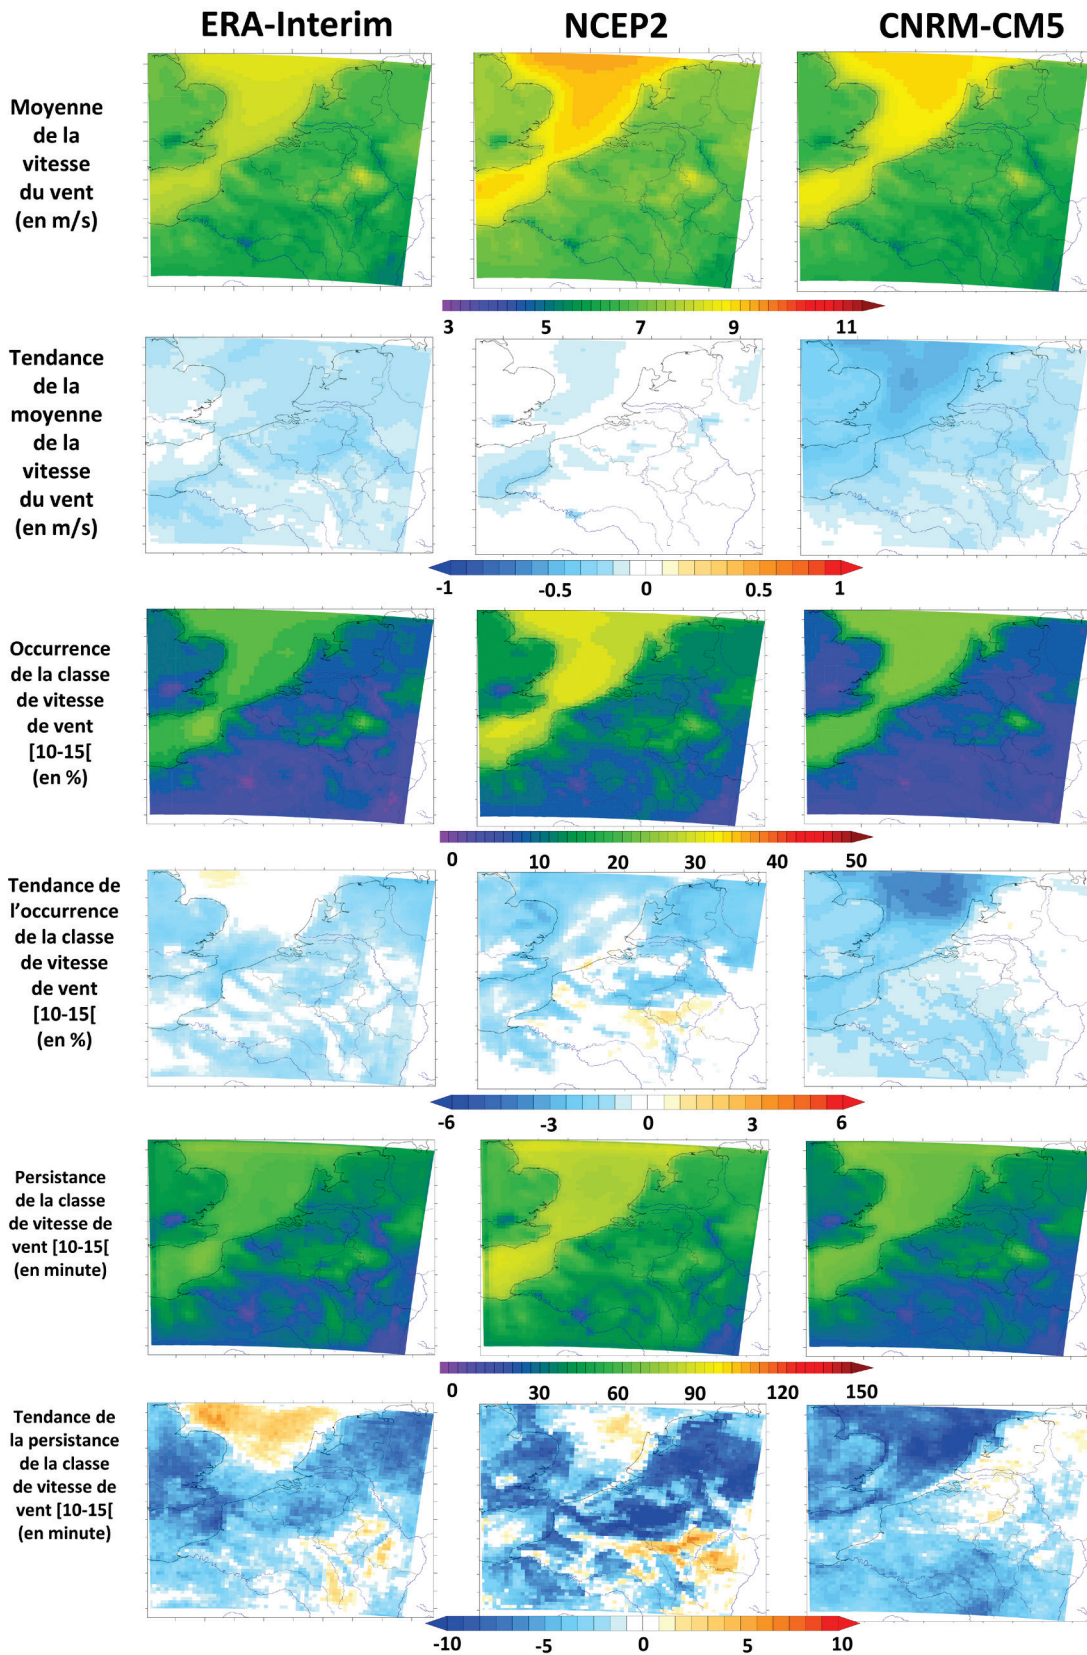 ERA-Interim NCEP2 CNRM-CM5
Moyenne
de la
vitesse
du vent
(en m/s)
3 5 7 9 11
Tendance
de la
moyenne
de la
vitesse
du vent
(en m/s)
-1 -0.5 0 0.5 1
Occurrence
de la classe
de vitesse
de vent
[10-15[
(en %)
0 10 20 30 40 50
Tendance de
l’occurrence
de la classe
de vitesse
de vent
[10-15[
(en %)
-6 -3 0 3 6
Persistance
de la classe
de vitesse de
vent [10-15[
(en minute)
0 30 60 90 120 150
Tendance de
la persistance
de la classe
de vitesse de
vent [10-15[
(en minute)
-10 -5 0 5 10